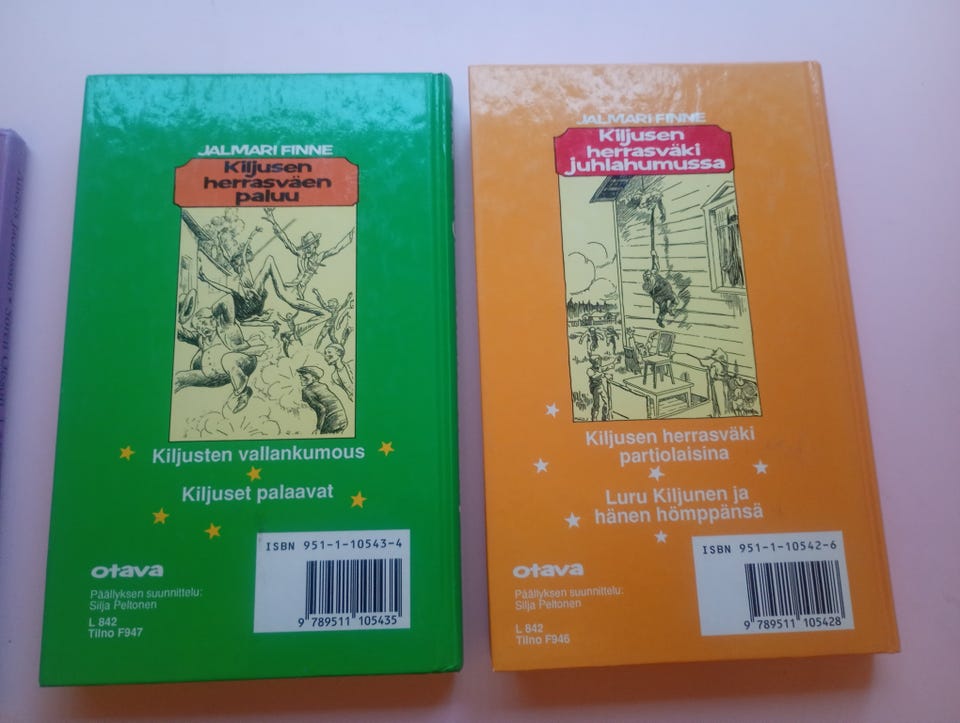 JALMARI FINNE
Kiljusen
herrasväen
paluu
Kiljusten vallankumous
Kiljuset palaavat
ISBN 951-1-10543-4
9 789511 105435
otava
Päällyksen suunnittelu:
Silja Peltonen
L 842
Tilno F947
JALMARI FINNE
Kiljusen
herrasväki
juhlahumussa
Kiljusen herrasväki
partiolaisina
Luru Kiljunen ja
hänen hömppänsä
ISBN 951-1-10542-6
9 789511 105428
otava
Päällyksen suunnittelu:
Silja Peltonen
L 842
Tilno F946